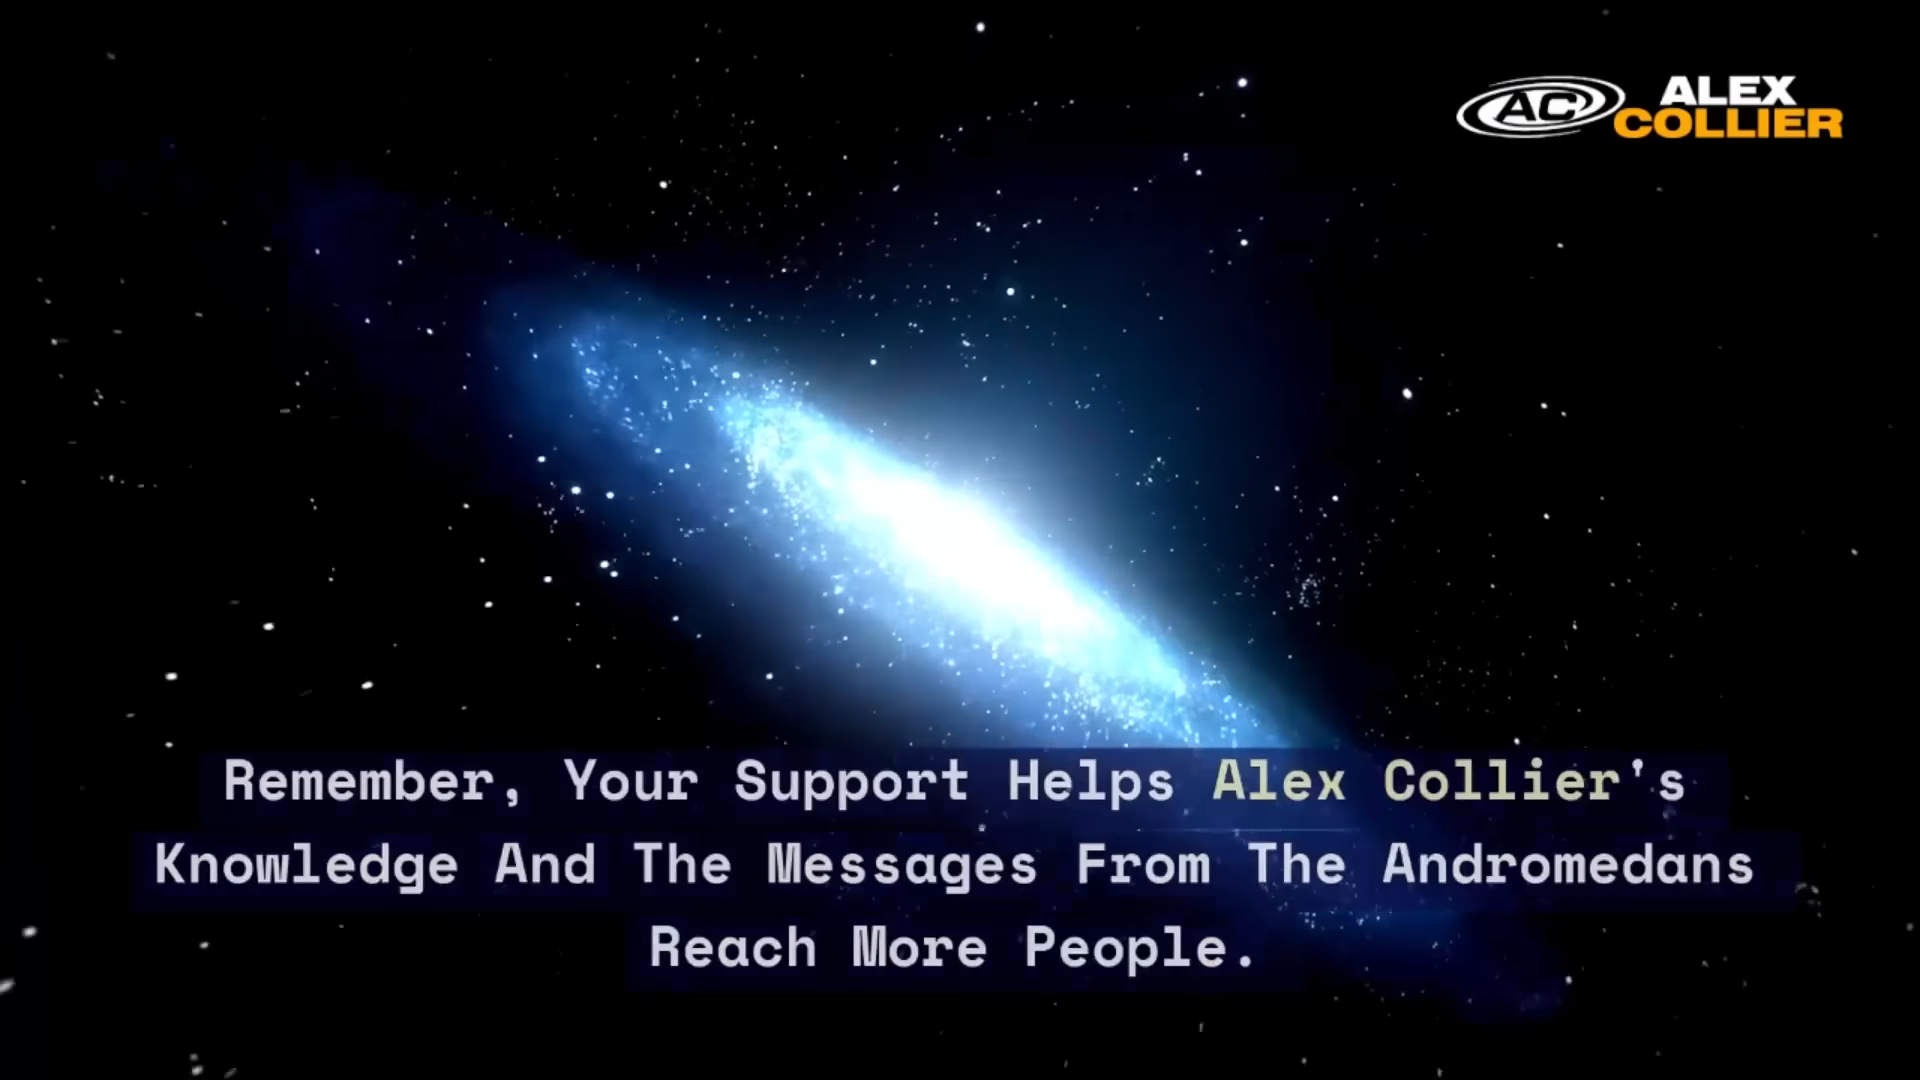 AC
ALEX
COLLIER
Remember, Your Support Helps Alex Collier's
Knowledge And The Messages From The Andromedans
Reach More People.